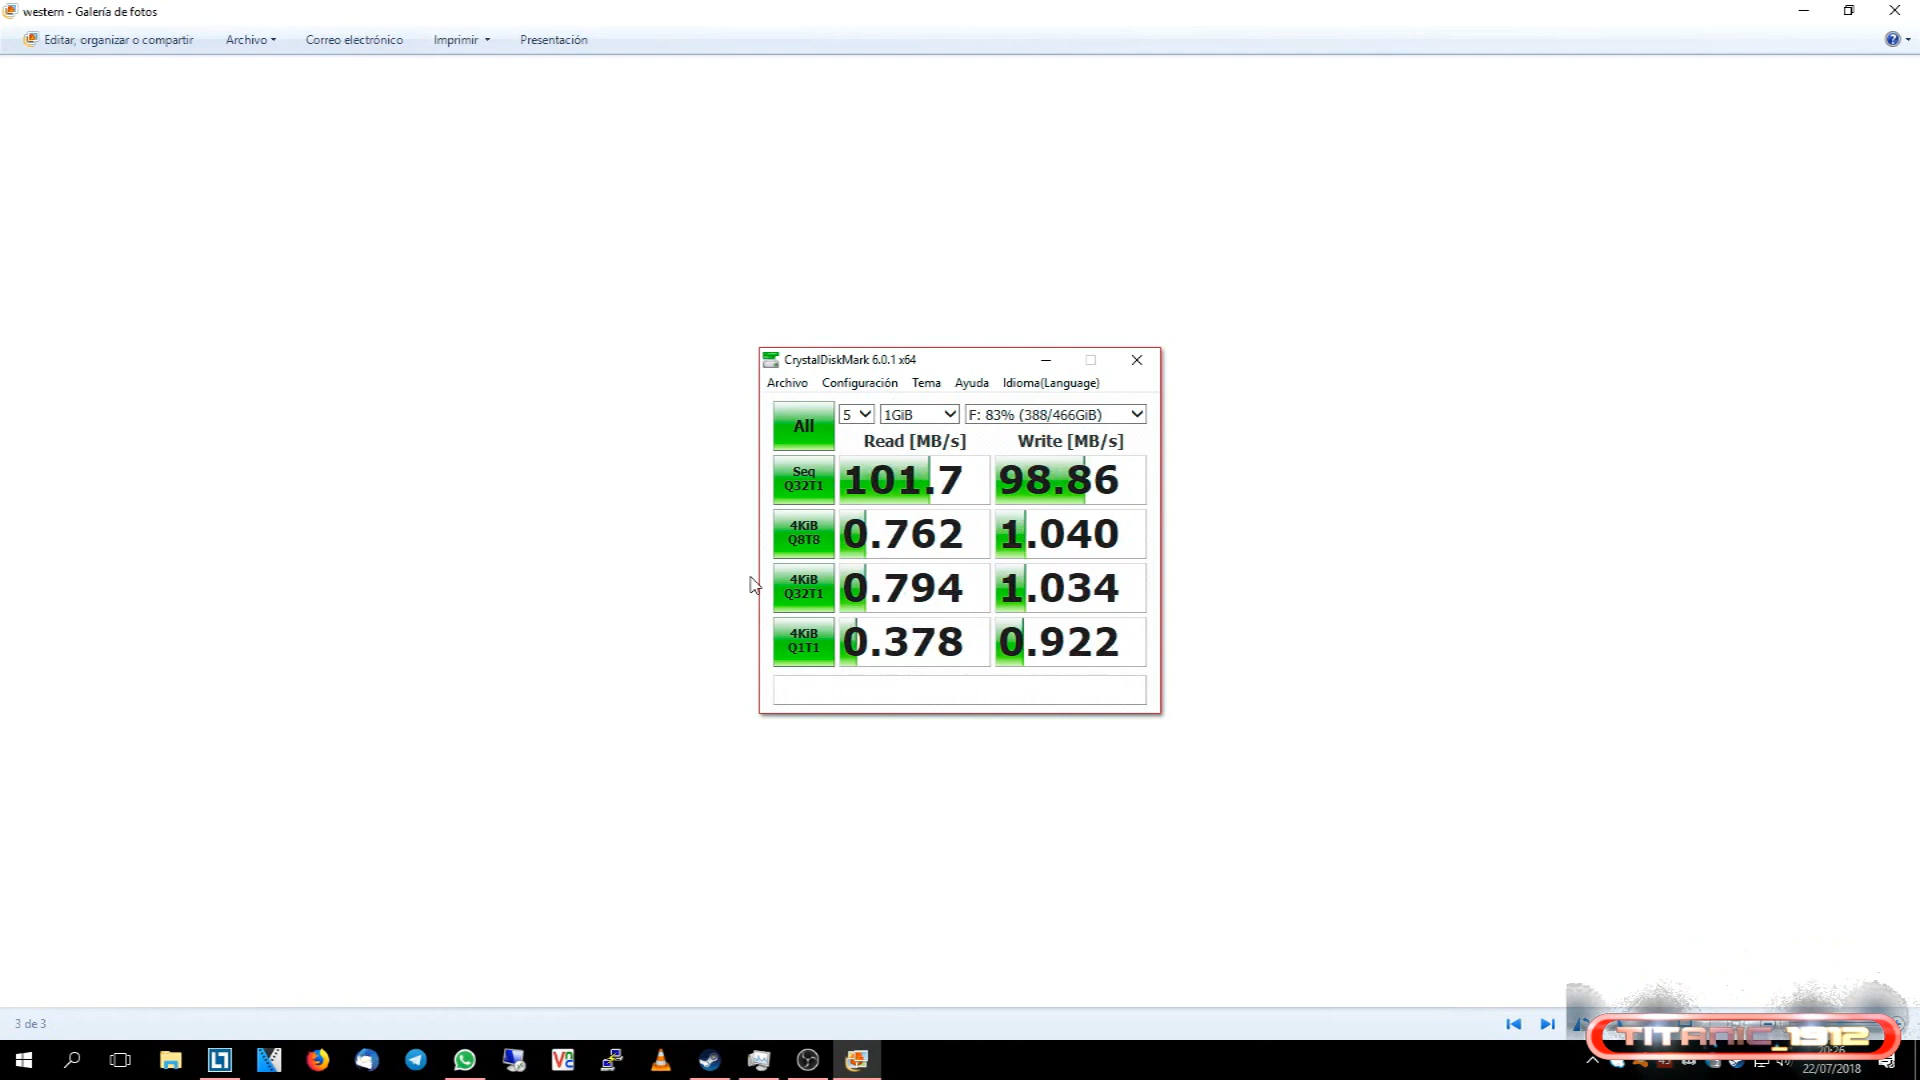 western - Galería de fotos
Editar, organizar o compartir Archivo Correo electrónico Imprimir Presentación
CrystalDiskMark 6.0.1 x64
Archivo Configuración Tema Ayuda Idioma(Language)
All 5 1GiB F: 83% (388/466GiB)
Read [MB/s] Write [MB/s]
Seq Q32T1 101.7 98.86
4KiB Q8T8 0.762 1.040
4KiB Q32T1 0.794 1.034
4KiB Q1T1 0.378 0.922
3 de 3
TITANIC_1912
20:26
22/07/2018